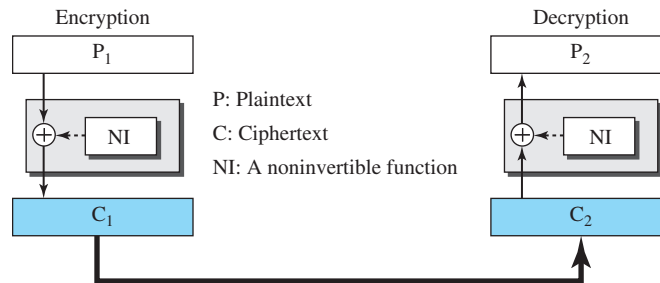 Encryption
Decryption
P₁
P₂
P: Plaintext
C: Ciphertext
NI: A noninvertible function
NI
NI
C₁
C₂